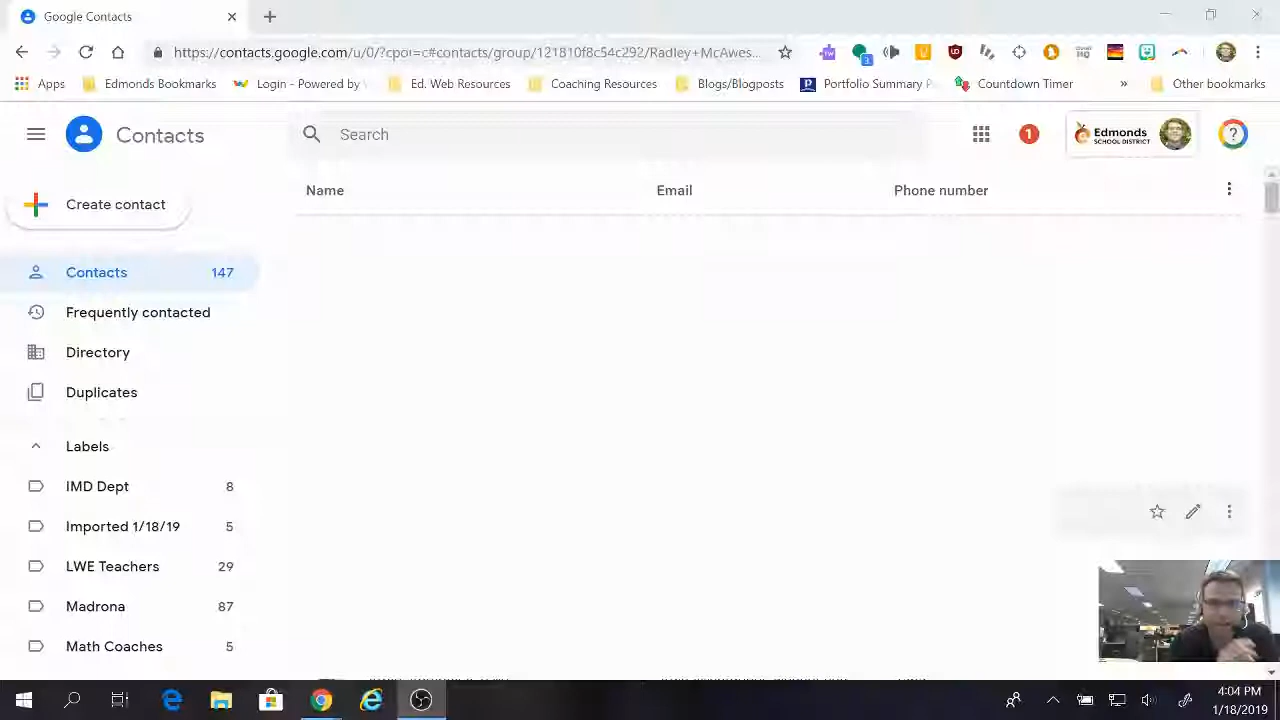 Google Contacts
https://contacts.google.com/u/0/?cpoi=c#contacts/group/121810f8c54c292/Radley+McAwes...
3
Apps Edmonds Bookmarks Login - Powered by Ed. Web Resources Coaching Resources Blogs/Blogposts Portfolio Summary P Countdown Timer » Other bookmarks
Contacts Search 1 Edmonds SCHOOL DISTRICT ?
Name Email Phone number
Create contact
Contacts 147
Frequently contacted
Directory
Duplicates
Labels
IMD Dept 8
Imported 1/18/19 5
LWE Teachers 29
Madrona 87
Math Coaches 5
4:04 PM
1/18/2019